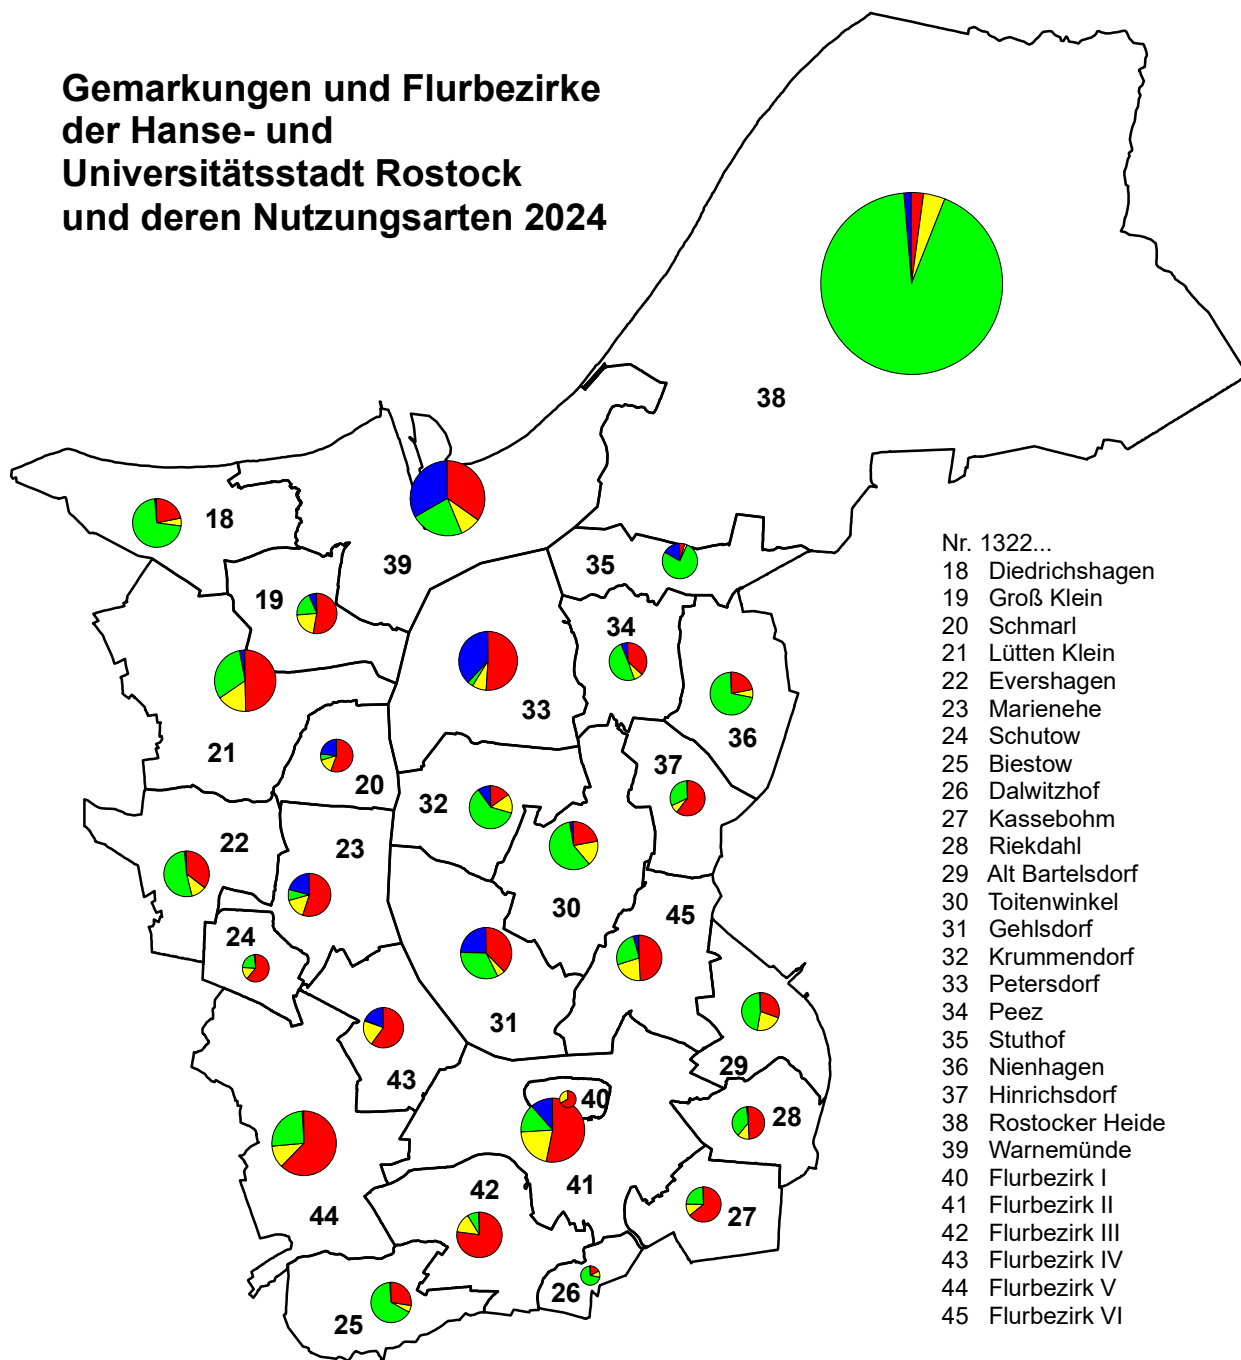 Gemarkungen und Flurbezirke
der Hanse- und
Universitätsstadt Rostock
und deren Nutzungsarten 2024
38
18
39
35
19
34
33
36
21
20
37
32
22
23
30
45
24
31
29
43
40
28
41
42
44
27
26
25
Nr. 1322...
18 Diedrichshagen
19 Groß Klein
20 Schmarl
21 Lütten Klein
22 Evershagen
23 Marienehe
24 Schutow
25 Biestow
26 Dalwitzhof
27 Kassebohm
28 Riekdahl
29 Alt Bartelsdorf
30 Toitenwinkel
31 Gehlsdorf
32 Krummendorf
33 Petersdorf
34 Peez
35 Stuthof
36 Nienhagen
37 Hinrichsdorf
38 Rostocker Heide
39 Warnemünde
40 Flurbezirk I
41 Flurbezirk II
42 Flurbezirk III
43 Flurbezirk IV
44 Flurbezirk V
45 Flurbezirk VI